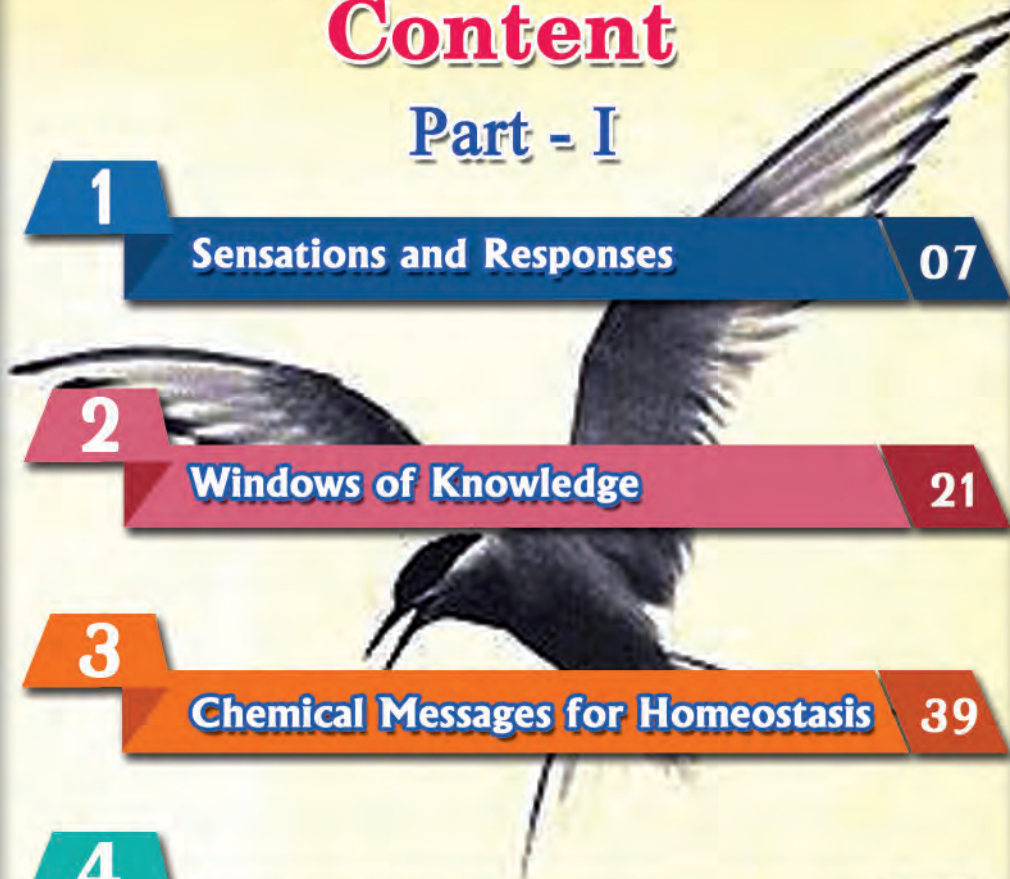 Content
Part - I
1
Sensations and Responses 07
2
Windows of Knowledge 21
3
Chemical Messages for Homeostasis 39
4